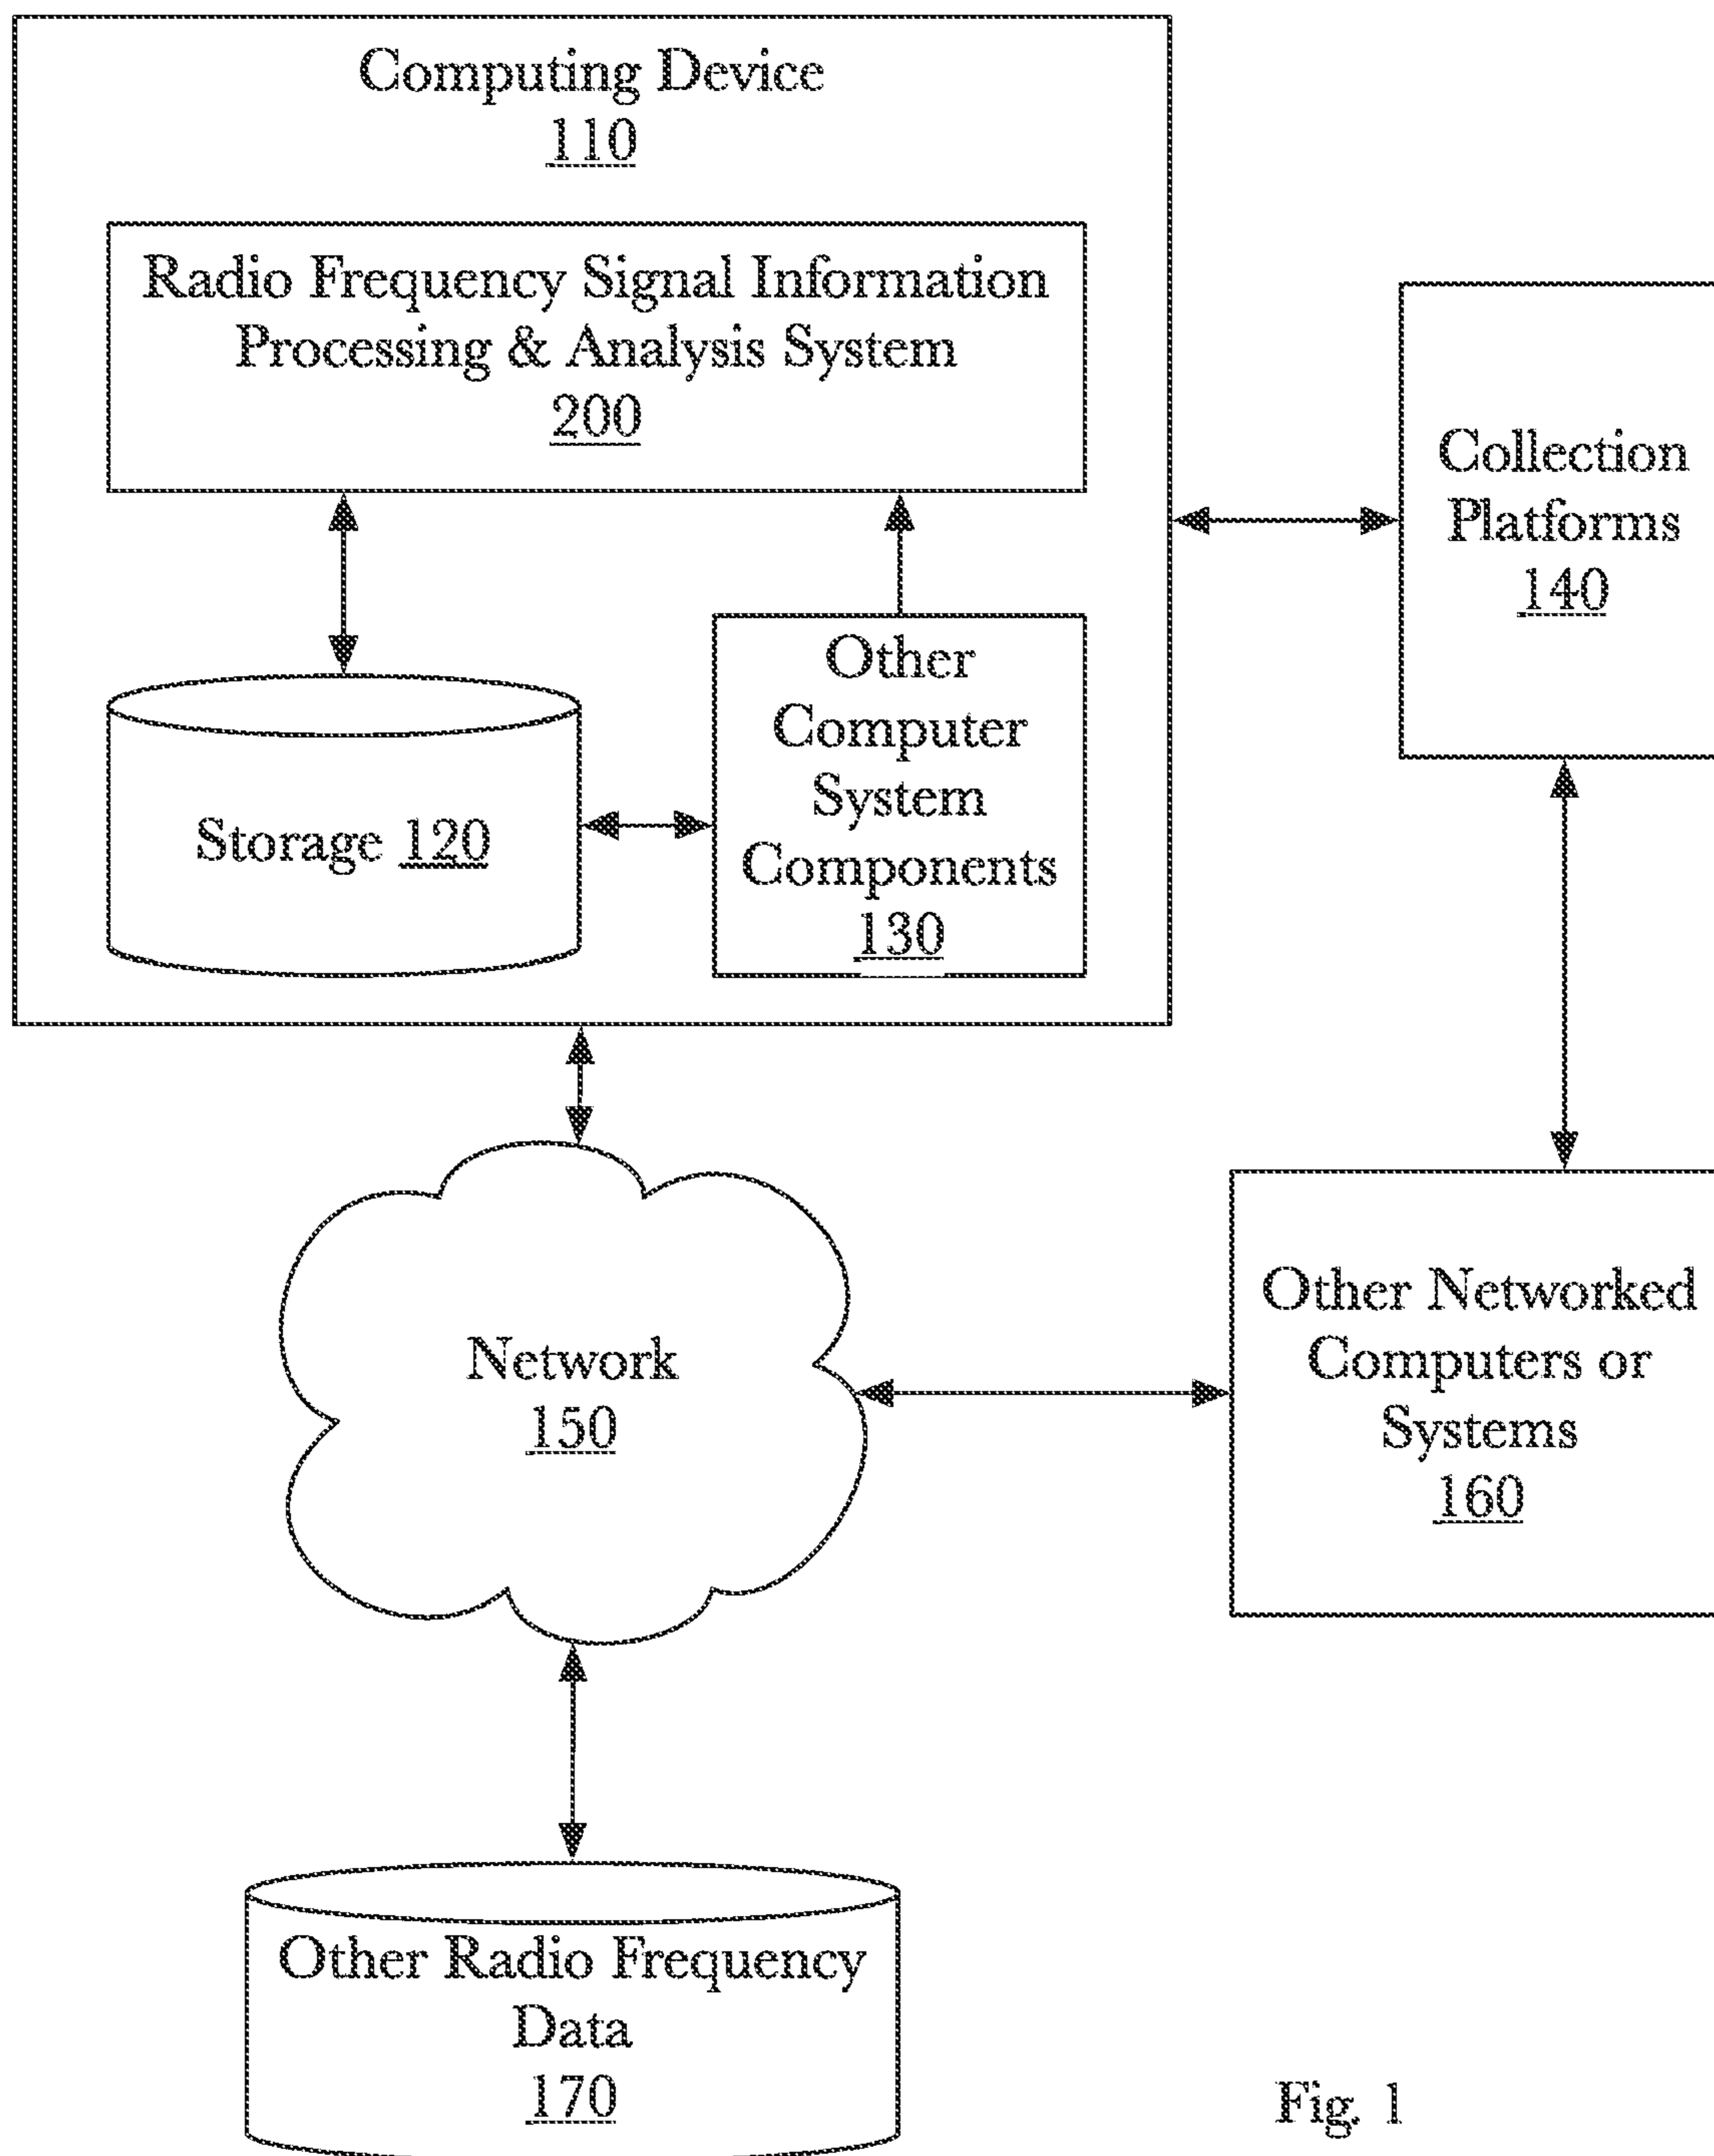 Computing Device
110
Radio Frequency Signal Information
Processing & Analysis System
200
Collection
Platforms
140
Other
Computer
System
Components
130
Storage 120
Network
150
Other Networked
Computers or
Systems
160
Other Radio Frequency
Data
170
Fig. 1